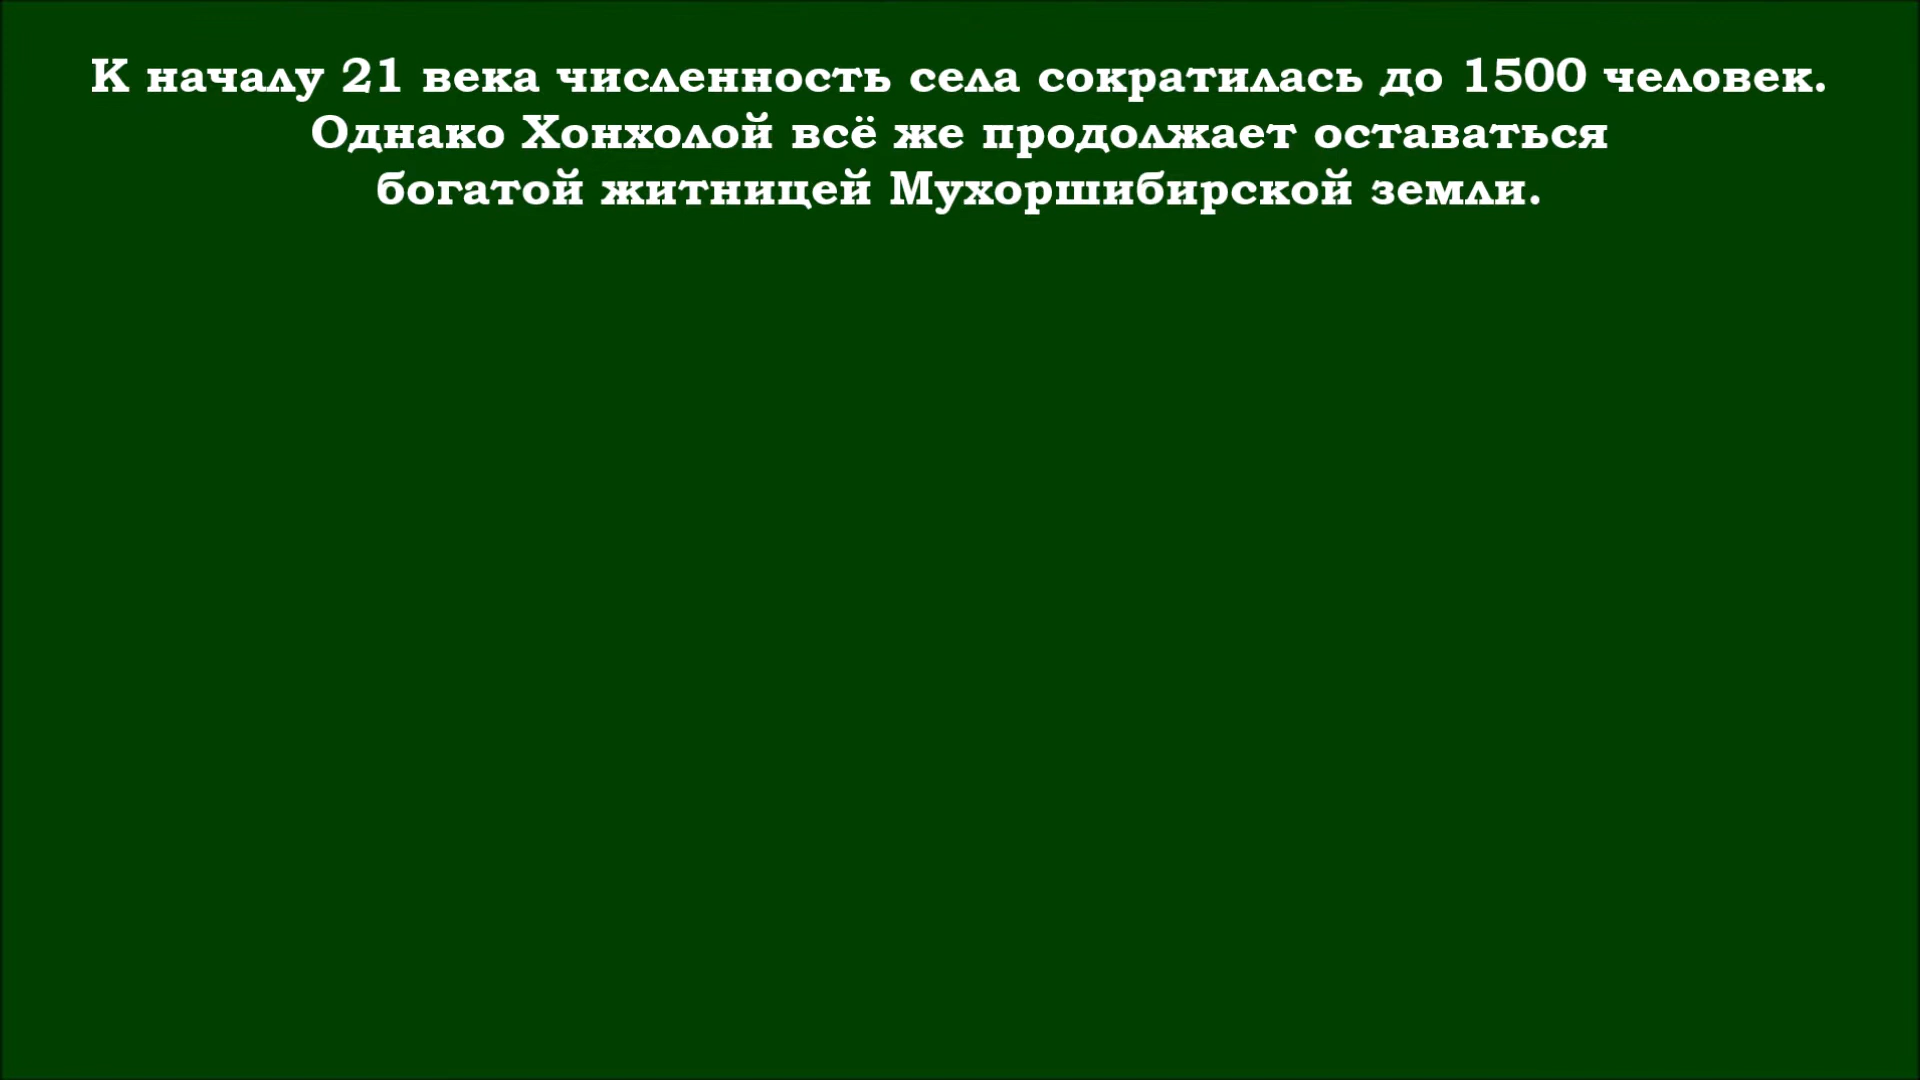 К началу 21 века численность села сократилась до 1500 человек.
Однако Хонхолой всё же продолжает оставаться
богатой житницей Мухоршибирской земли.